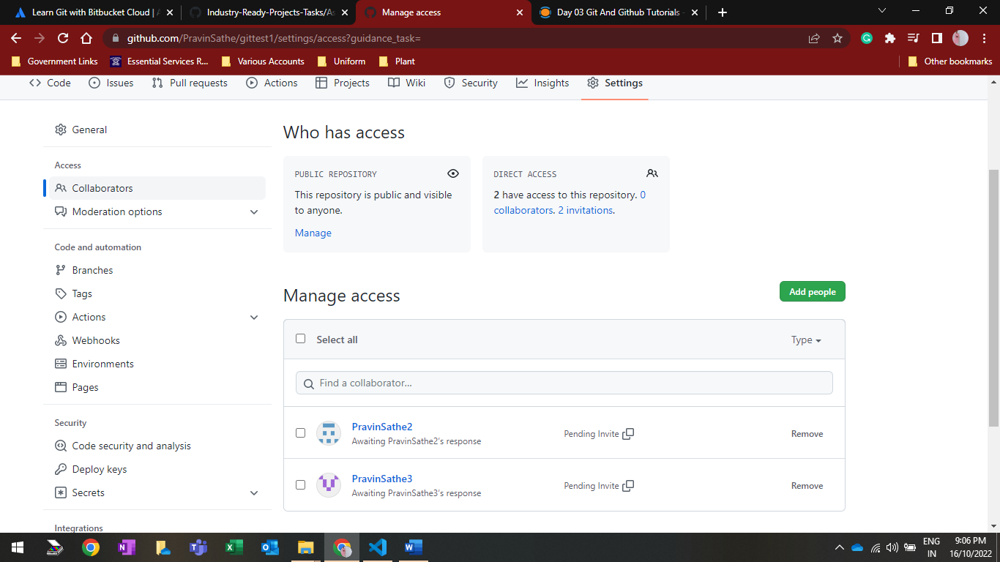 Learn Git with Bitbucket Cloud |
Industry-Ready-Projects-Tasks/As
Manage access
Day 03 Git And Github Tutorials -
github.com/PravinSathe/gittest1/settings/access?guidance_task=
Government Links
Essential Services R...
Various Accounts
Uniform
Plant
Other bookmarks
Code
Issues
Pull requests
Actions
Projects
Wiki
Security
Insights
Settings
General
Access
Collaborators
Moderation options
Code and automation
Branches
Tags
Actions
Webhooks
Environments
Pages
Security
Code security and analysis
Deploy keys
Secrets
Integrations
Who has access
PUBLIC REPOSITORY
This repository is public and visible
to anyone.
Manage
DIRECT ACCESS
2 have access to this repository. 0
collaborators. 2 invitations.
Manage access
Add people
Select all
Type
Find a collaborator...
PravinSathe2
Awaiting PravinSathe2's response
Pending Invite
Remove
PravinSathe3
Awaiting PravinSathe3's response
Pending Invite
Remove
ENG
IN
9:06 PM
16/10/2022